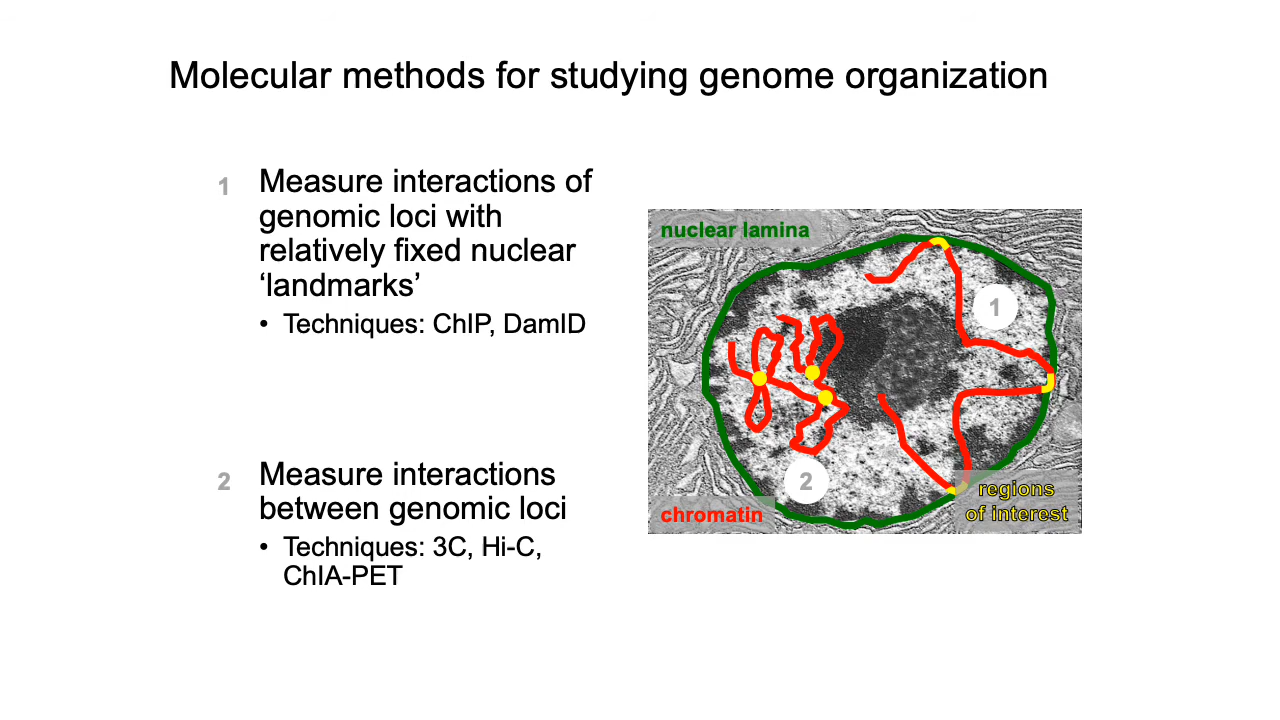 Molecular methods for studying genome organization
1 Measure interactions of
genomic loci with
relatively fixed nuclear
‘landmarks’
• Techniques: ChIP, DamID
2 Measure interactions
between genomic loci
• Techniques: 3C, Hi-C,
ChIA-PET
nuclear lamina
1
2
chromatin
regions
of interest